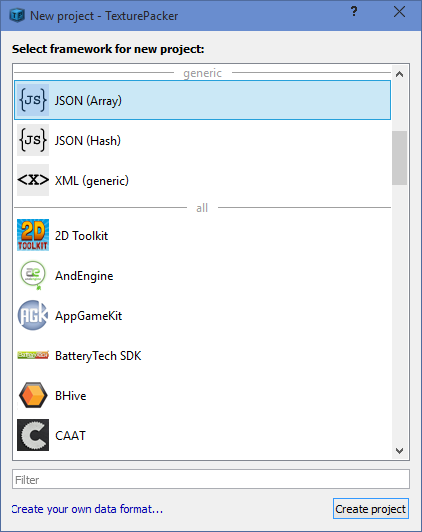 New project - TexturePacker
?
Select framework for new project:
generic
{JS} JSON (Array)
{JS} JSON (Hash)
<X> XML (generic)
all
2D TOOLKIT 2D Toolkit
AndEngine
AGK AppGameKit
BatteryTech SDK
BHive
CAAT
Filter
Create your own data format...
Create project